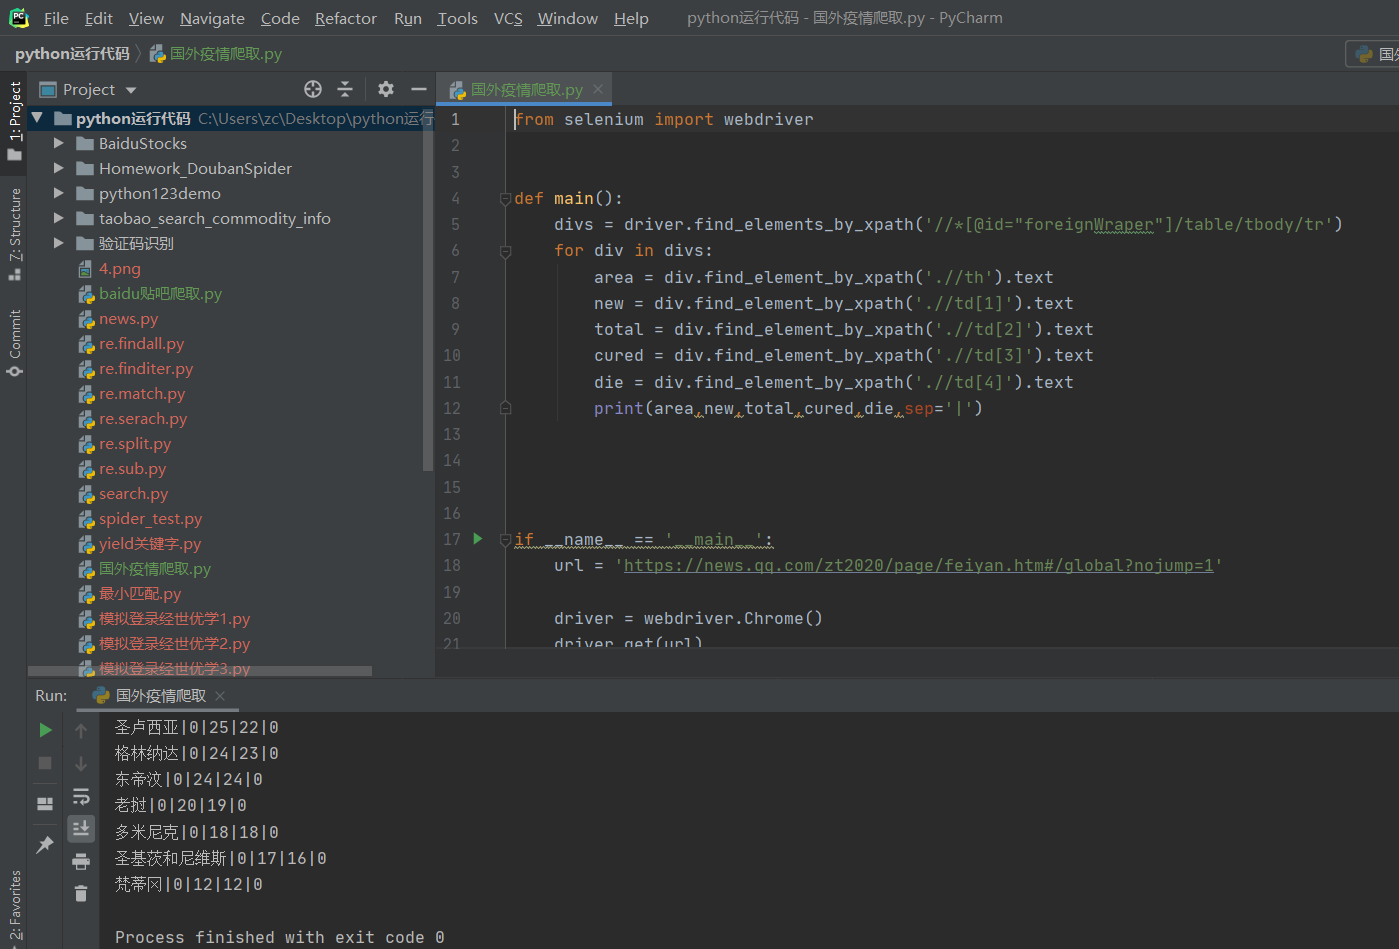 File Edit View Navigate Code Refactor Run Tools VCS Window Help python运行代码 - 国外疫情爬取.py - PyCharm
python运行代码 国外疫情爬取.py
Project
国外疫情爬取.py
1: Project
7: Structure
Commit
2: Favorites
python运行代码 C:\Users\zc\Desktop\python运行
BaiduStocks
Homework_DoubanSpider
python123demo
taobao_search_commodity_info
验证码识别
4.png
baidu贴吧爬取.py
news.py
re.findall.py
re.finditer.py
re.match.py
re.serach.py
re.split.py
re.sub.py
search.py
spider_test.py
yield关键字.py
国外疫情爬取.py
最小匹配.py
模拟登录经世优学1.py
模拟登录经世优学2.py
模拟登录经世优学3.py
1 from selenium import webdriver
2
3
4 def main():
5 divs = driver.find_elements_by_xpath('//*[@id="foreignWraper"]/table/tbody/tr')
6 for div in divs:
7 area = div.find_element_by_xpath('.//th').text
8 new = div.find_element_by_xpath('.//td[1]').text
9 total = div.find_element_by_xpath('.//td[2]').text
10 cured = div.find_element_by_xpath('.//td[3]').text
11 die = div.find_element_by_xpath('.//td[4]').text
12 print(area,new,total,cured,die,sep='|')
13
14
15
16
17 if __name__ == '__main__':
18 url = 'https://news.qq.com/zt2020/page/feiyan.htm#/global?nojump=1'
19
20 driver = webdriver.Chrome()
21 driver.get(url)
Run: 国外疫情爬取
圣卢西亚|0|25|22|0
格林纳达|0|24|23|0
东帝汶|0|24|24|0
老挝|0|20|19|0
多米尼克|0|18|18|0
圣基茨和尼维斯|0|17|16|0
梵蒂冈|0|12|12|0
Process finished with exit code 0